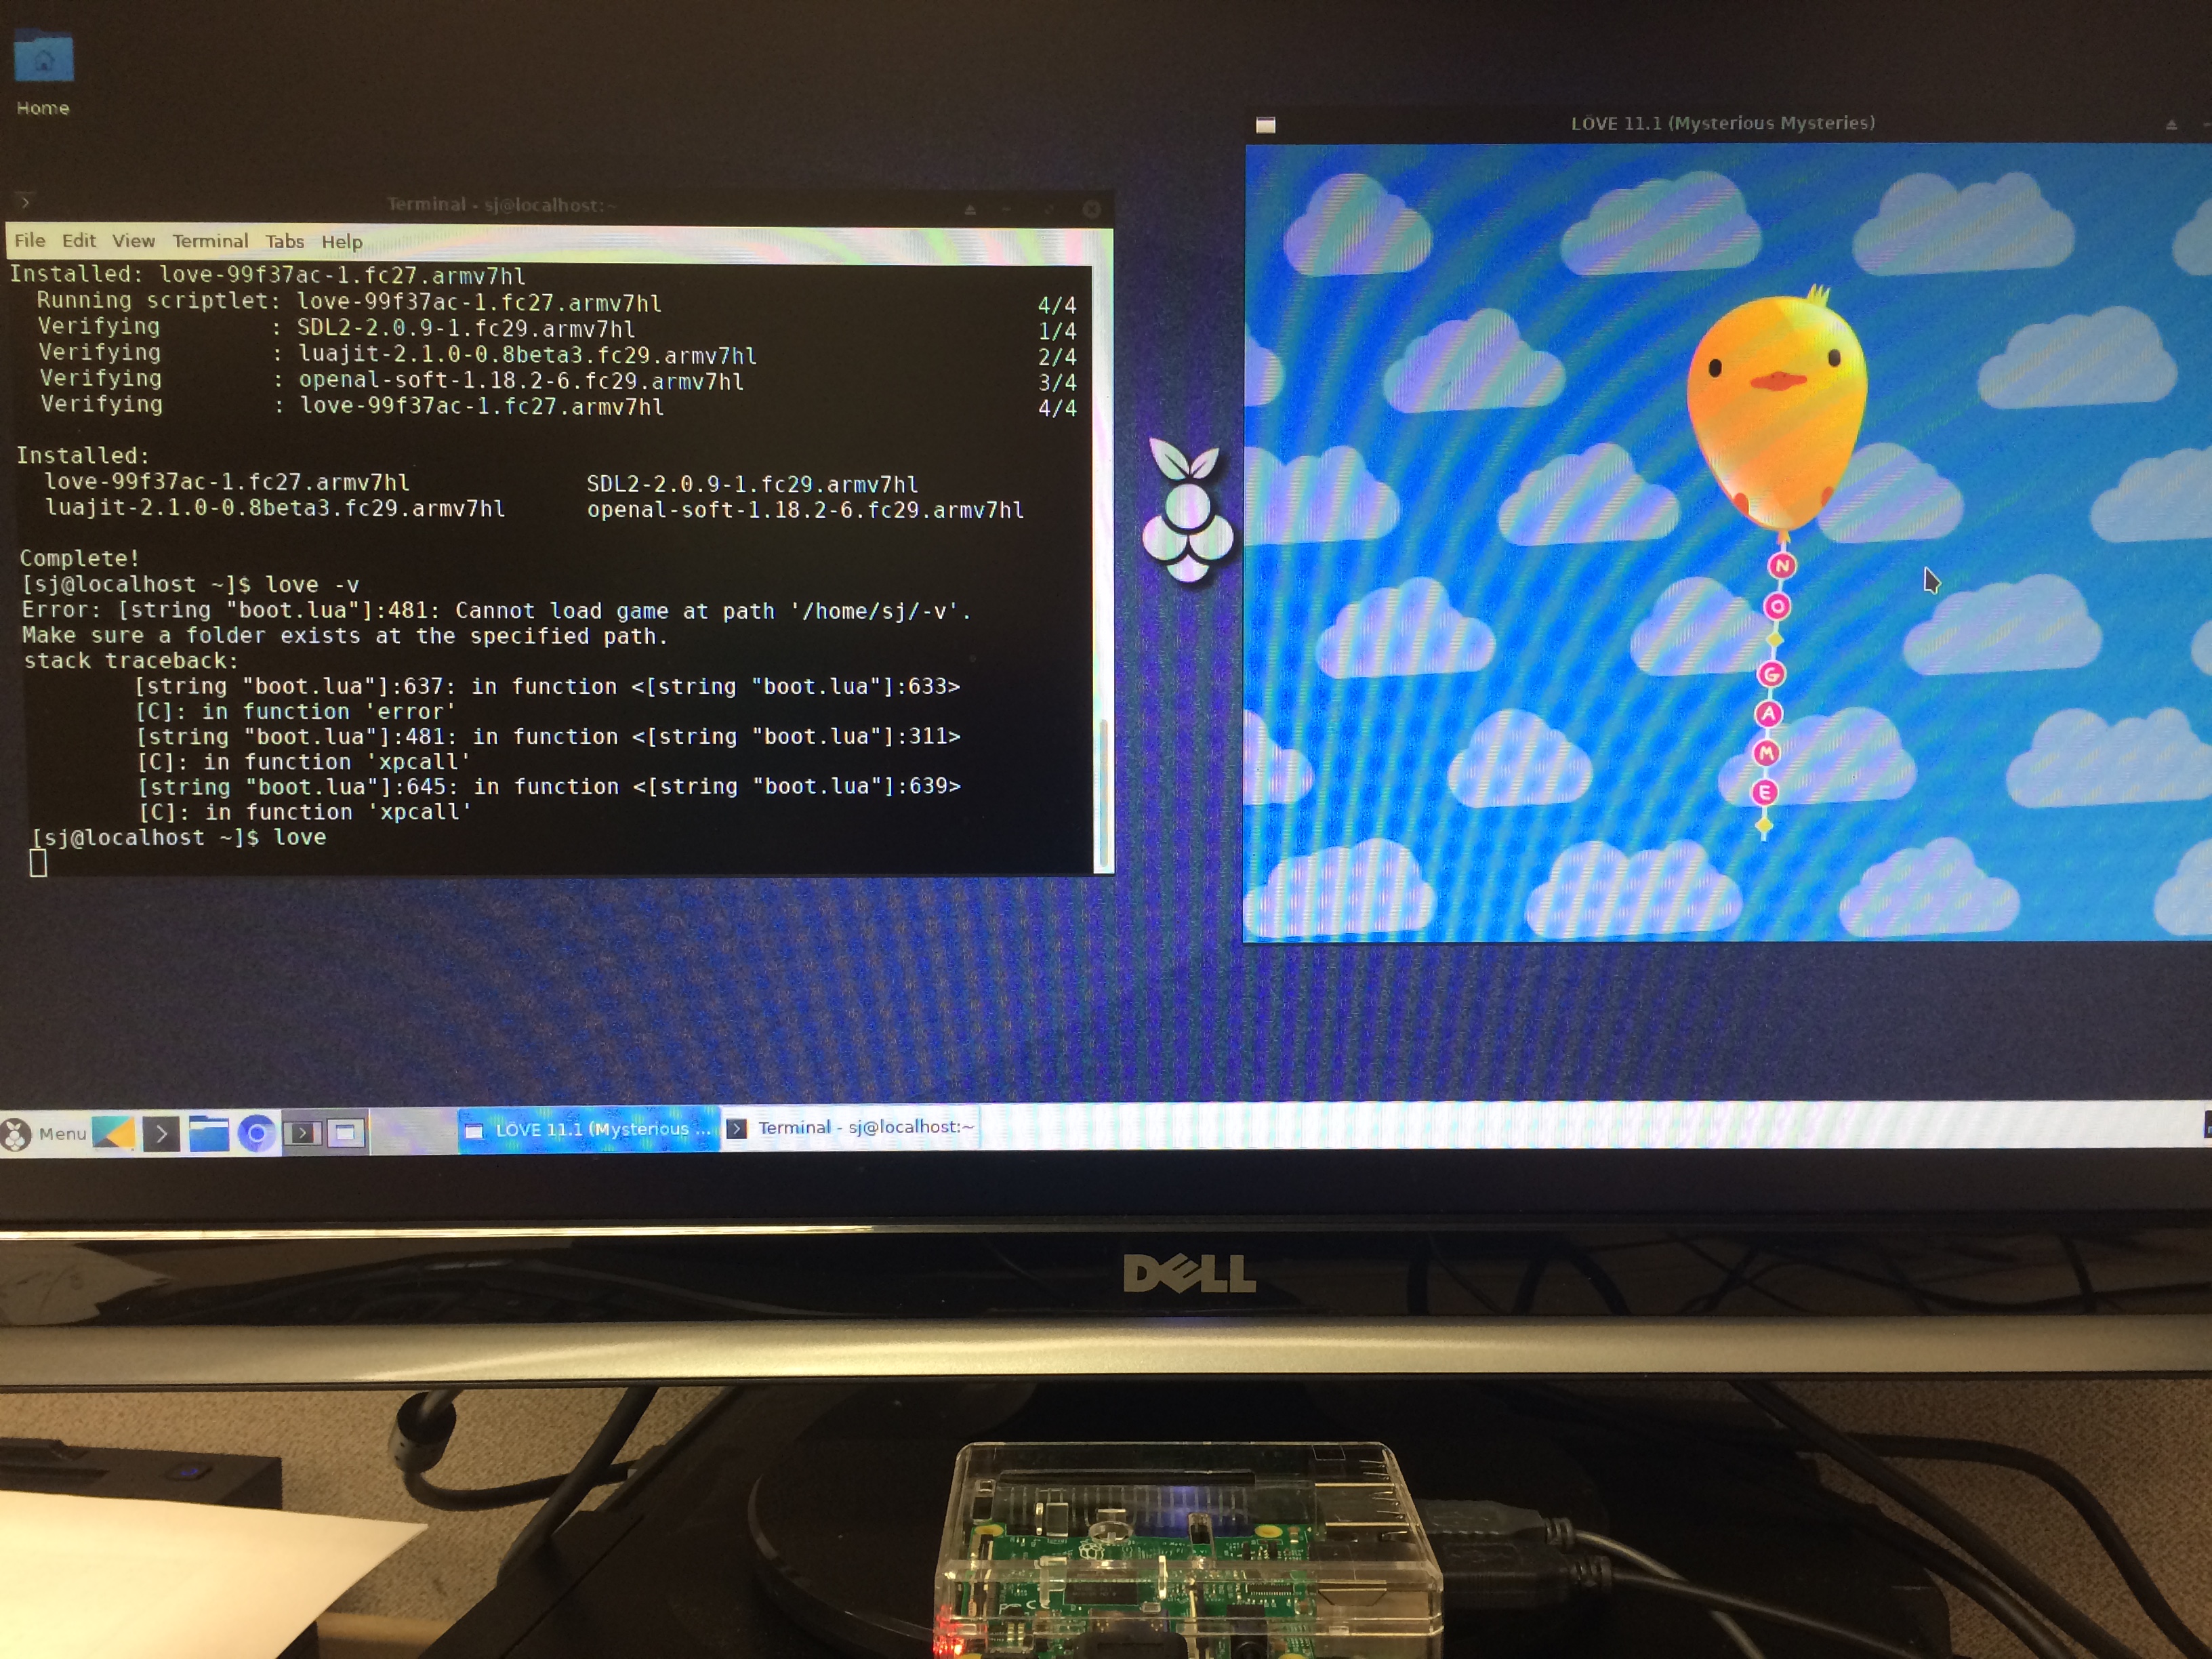 Home
Terminal - sj@localhost:~
File Edit View Terminal Tabs Help
Installed: love-99f37ac-1.fc27.armv7hl
Running scriptlet: love-99f37ac-1.fc27.armv7hl 4/4
Verifying : SDL2-2.0.9-1.fc29.armv7hl 1/4
Verifying : luajit-2.1.0-0.8beta3.fc29.armv7hl 2/4
Verifying : openal-soft-1.18.2-6.fc29.armv7hl 3/4
Verifying : love-99f37ac-1.fc27.armv7hl 4/4
Installed:
love-99f37ac-1.fc27.armv7hl SDL2-2.0.9-1.fc29.armv7hl
luajit-2.1.0-0.8beta3.fc29.armv7hl openal-soft-1.18.2-6.fc29.armv7hl
Complete!
[sj@localhost ~]$ love -v
Error: [string "boot.lua"]:481: Cannot load game at path '/home/sj/-v'.
Make sure a folder exists at the specified path.
stack traceback:
[string "boot.lua"]:637: in function <[string "boot.lua"]:633>
[C]: in function 'error'
[string "boot.lua"]:481: in function <[string "boot.lua"]:311>
[C]: in function 'xpcall'
[string "boot.lua"]:645: in function <[string "boot.lua"]:639>
[C]: in function 'xpcall'
[sj@localhost ~]$ love
LÖVE 11.1 (Mysterious Mysteries)
NO GAME
Menu
LÖVE 11.1 (Mysterious ...
Terminal - sj@localhost:~
DELL